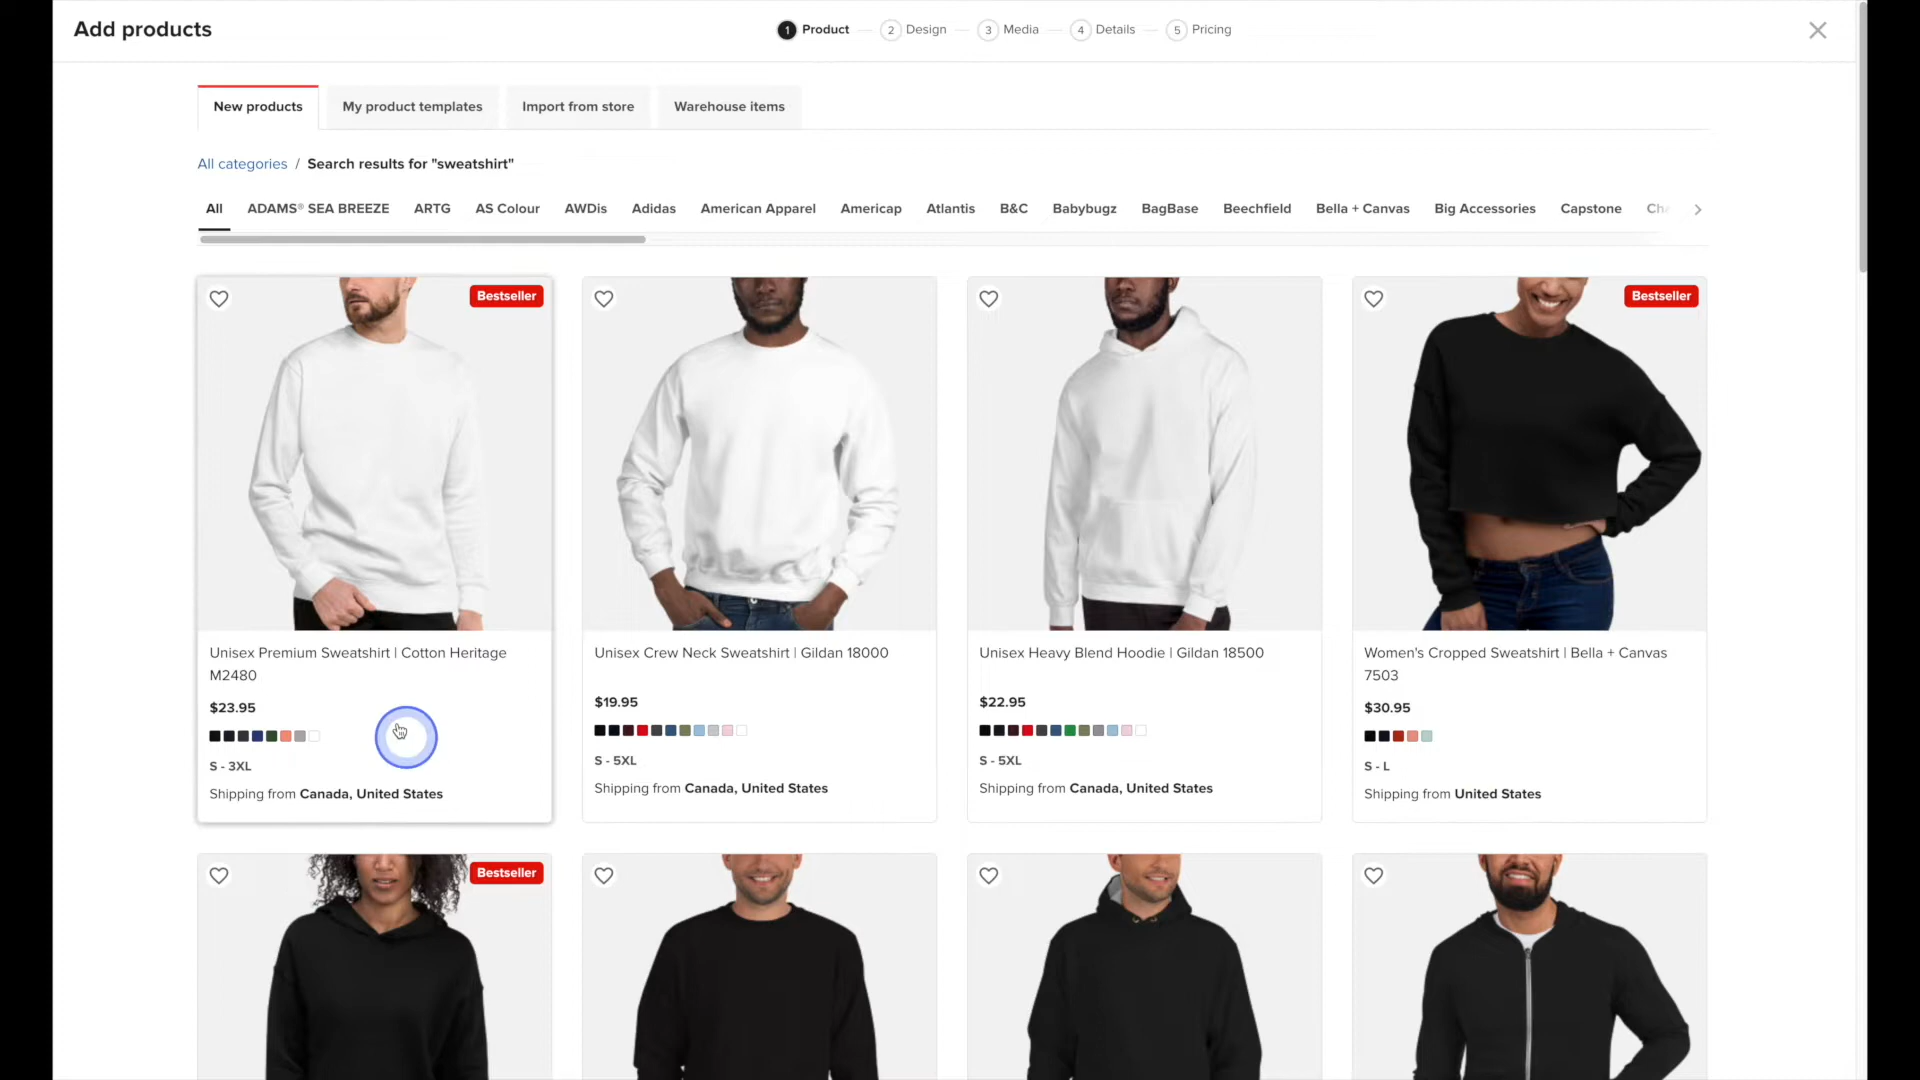 Add products
1 Product
2 Design
3 Media
4 Details
5 Pricing
New products
My product templates
Import from store
Warehouse items
All categories / Search results for "sweatshirt"
All
ADAMS® SEA BREEZE
ARTG
AS Colour
AWDis
Adidas
American Apparel
Americap
Atlantis
B&C
Babybugz
BagBase
Beechfield
Bella + Canvas
Big Accessories
Capstone
Bestseller
Bestseller
Unisex Premium Sweatshirt | Cotton Heritage
M2480
$23.95
S - 3XL
Shipping from Canada, United States
Unisex Crew Neck Sweatshirt | Gildan 18000
$19.95
S - 5XL
Shipping from Canada, United States
Unisex Heavy Blend Hoodie | Gildan 18500
$22.95
S - 5XL
Shipping from Canada, United States
Women's Cropped Sweatshirt | Bella + Canvas
7503
$30.95
S - L
Shipping from United States
Bestseller